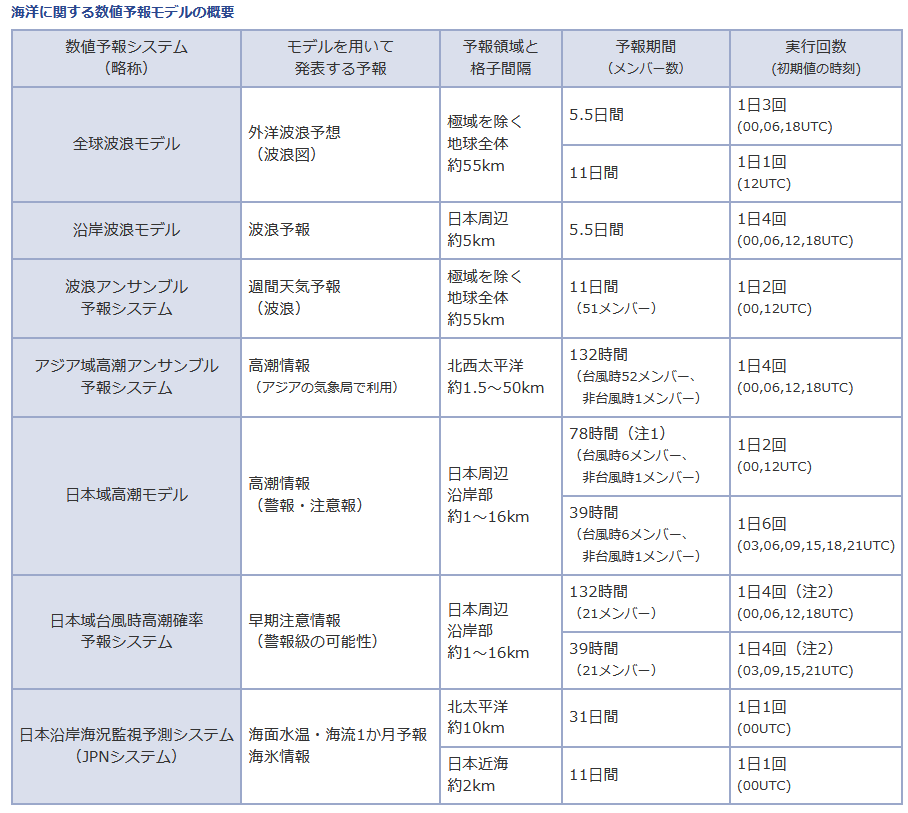 海洋に関する数値予報モデルの概要
数値予報システム
（略称）
モデルを用いて
発表する予報
予報領域と
格子間隔
予報期間
（メンバー数）
実行回数
(初期値の時刻)
全球波浪モデル
外洋波浪予想
（波浪図）
極域を除く
地球全体
約55km
5.5日間
1日3回
(00,06,18UTC)
11日間
1日1回
(12UTC)
沿岸波浪モデル
波浪予報
日本周辺
約5km
5.5日間
1日4回
(00,06,12,18UTC)
波浪アンサンブル
予報システム
週間天気予報
（波浪）
極域を除く
地球全体
約55km
11日間
（51メンバー）
1日2回
(00,12UTC)
アジア域高潮アンサンブル
予報システム
高潮情報
（アジアの気象局で利用）
北西太平洋
約1.5～50km
132時間
（台風時52メンバー、
非台風時1メンバー）
1日4回
(00,06,12,18UTC)
日本域高潮モデル
高潮情報
（警報・注意報）
日本周辺
沿岸部
約1～16km
78時間（注1）
（台風時6メンバー、
非台風時1メンバー）
1日2回
(00,12UTC)
39時間
（台風時6メンバー、
非台風時1メンバー）
1日6回
(03,06,09,15,18,21UTC)
日本域台風時高潮確率
予報システム
早期注意情報
（警報級の可能性）
日本周辺
沿岸部
約1～16km
132時間
（21メンバー）
1日4回（注2）
(00,06,12,18UTC)
39時間
（21メンバー）
1日4回（注2）
(03,09,15,21UTC)
日本沿岸海況監視予測システム
（JPNシステム）
海面水温・海流1か月予報
海氷情報
北太平洋
約10km
31日間
1日1回
(00UTC)
日本近海
約2km
11日間
1日1回
(00UTC)